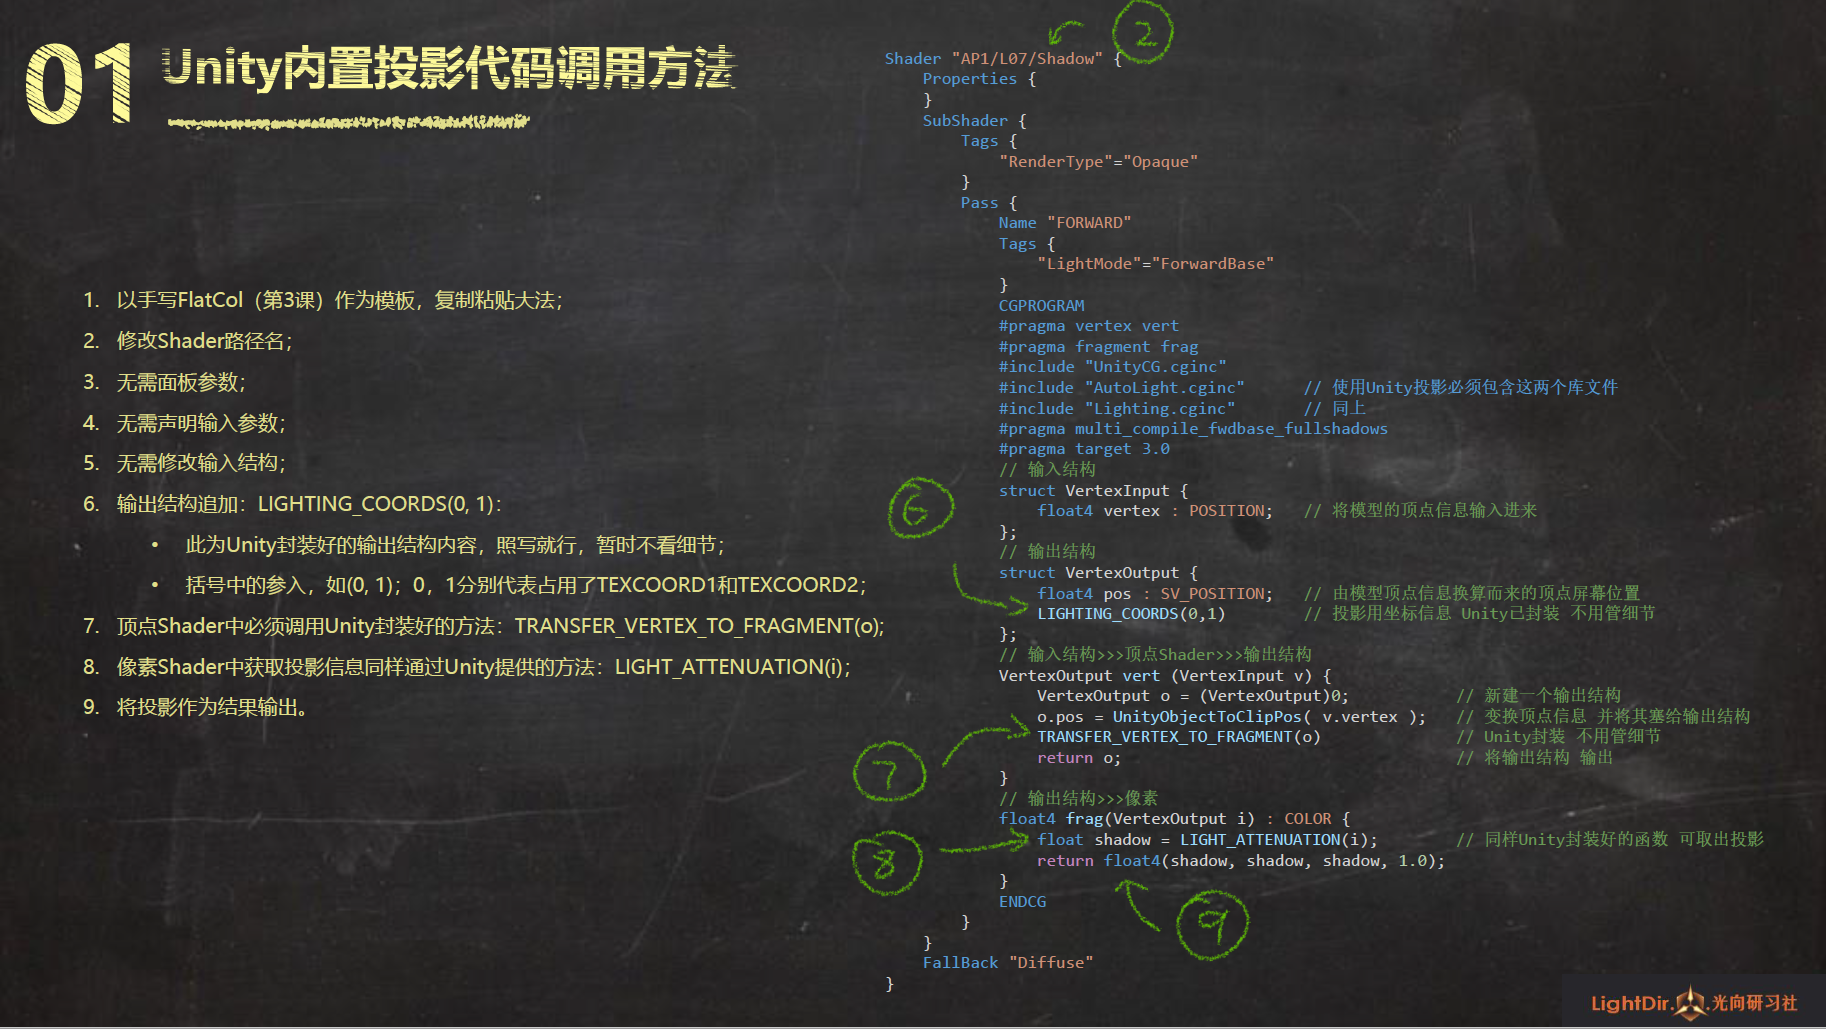 01 Unity内置投影代码调用方法
1. 以手写FlatCol（第3课）作为模板，复制粘贴大法；
2. 修改Shader路径名；
3. 无需面板参数；
4. 无需声明输入参数；
5. 无需修改输入结构；
6. 输出结构追加：LIGHTING_COORDS(0, 1)：
• 此为Unity封装好的输出结构内容，照写就行，暂时不看细节；
• 括号中的参入，如(0, 1)；0，1分别代表占用了TEXCOORD1和TEXCOORD2；
7. 顶点Shader中必须调用Unity封装好的方法：TRANSFER_VERTEX_TO_FRAGMENT(o);
8. 像素Shader中获取投影信息同样通过Unity提供的方法：LIGHT_ATTENUATION(i)；
9. 将投影作为结果输出。
②
Shader "AP1/L07/Shadow" {
Properties {
}
SubShader {
Tags {
"RenderType"="Opaque"
}
Pass {
Name "FORWARD"
Tags {
"LightMode"="ForwardBase"
}
CGPROGRAM
#pragma vertex vert
#pragma fragment frag
#include "UnityCG.cginc"
#include "AutoLight.cginc" // 使用Unity投影必须包含这两个库文件
#include "Lighting.cginc" // 同上
#pragma multi_compile_fwdbase_fullshadows
#pragma target 3.0
// 输入结构
struct VertexInput {
⑥
float4 vertex : POSITION; // 将模型的顶点信息输入进来
};
// 输出结构
struct VertexOutput {
float4 pos : SV_POSITION; // 由模型顶点信息换算而来的顶点屏幕位置
LIGHTING_COORDS(0,1) // 投影用坐标信息 Unity已封装 不用管细节
};
// 输入结构>>>顶点Shader>>>输出结构
VertexOutput vert (VertexInput v) {
VertexOutput o = (VertexOutput)0; // 新建一个输出结构
o.pos = UnityObjectToClipPos( v.vertex ); // 变换顶点信息 并将其塞给输出结构
TRANSFER_VERTEX_TO_FRAGMENT(o) // Unity封装 不用管细节
return o; // 将输出结构 输出
⑦
}
// 输出结构>>>像素
float4 frag(VertexOutput i) : COLOR {
float shadow = LIGHT_ATTENUATION(i); // 同样Unity封装好的函数 可取出投影
⑧
return float4(shadow, shadow, shadow, 1.0);
}
ENDCG
⑨
}
}
FallBack "Diffuse"
}
LightDir. 光向研习社